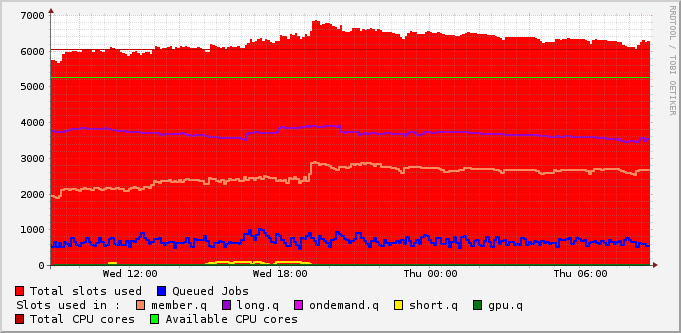 7000
6000
5000
4000
3000
2000
1000
0
Wed 12:00 Wed 18:00 Thu 00:00 Thu 06:00
Total slots used Queued Jobs
Slots used in : member.q long.q ondemand.q short.q gpu.q
Total CPU cores Available CPU cores
RRDTOOL / TOBI OETIKER